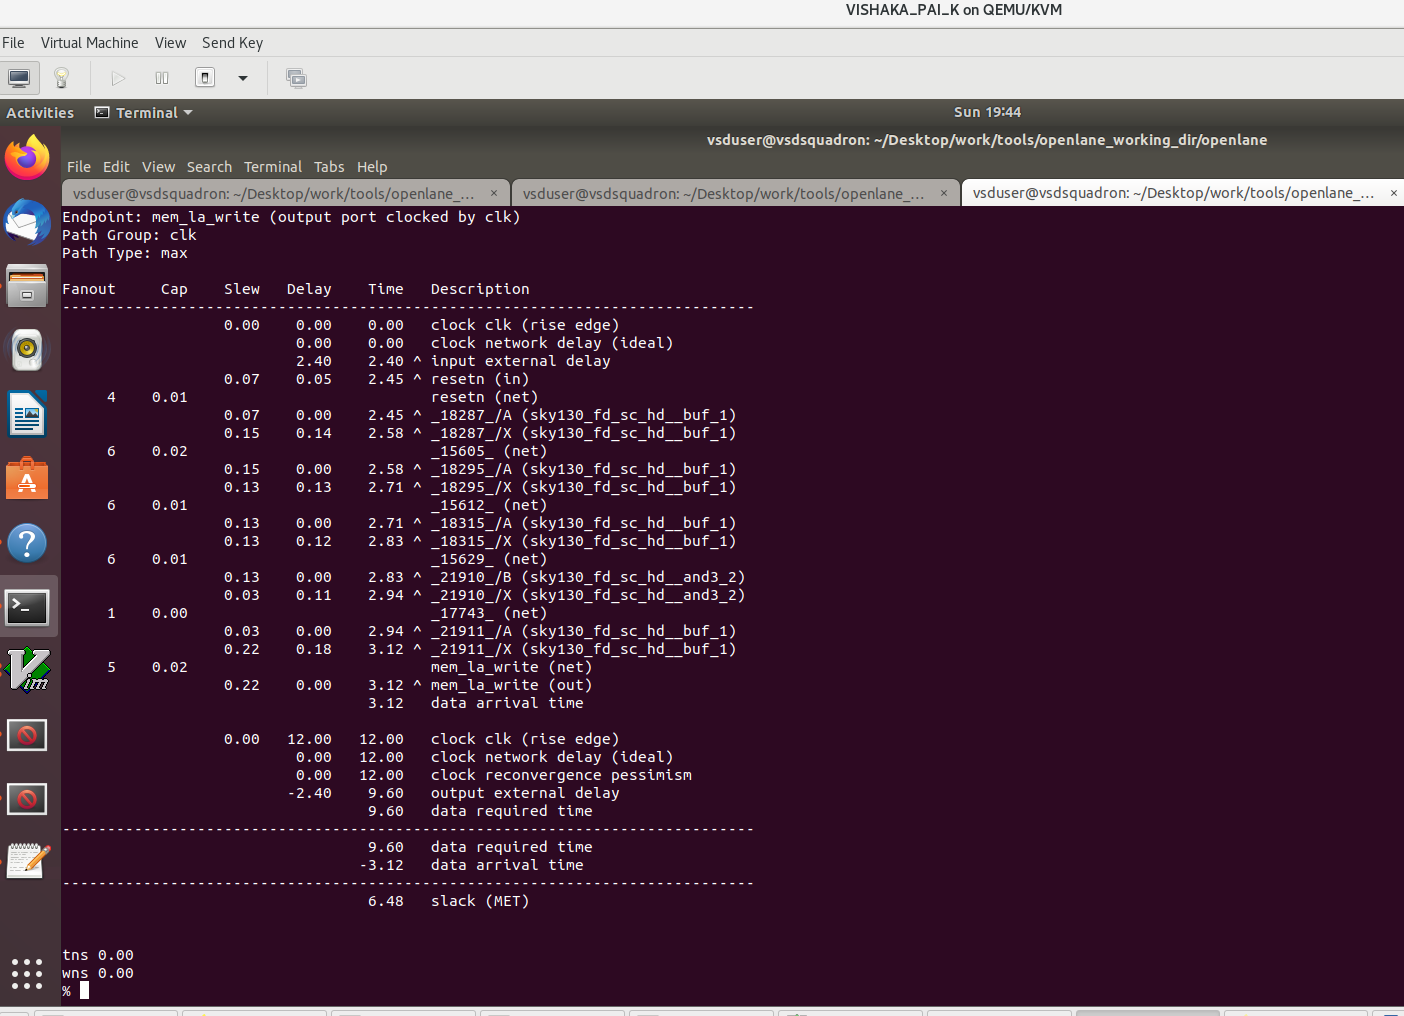 VISHAKA_PAI_K on QEMU/KVM
File Virtual Machine View Send Key
Activities Terminal Sun 19:44
vsduser@vsdsquadron: ~/Desktop/work/tools/openlane_working_dir/openlane
File Edit View Search Terminal Tabs Help
vsduser@vsdsquadron: ~/Desktop/work/tools/openlane_... × vsduser@vsdsquadron: ~/Desktop/work/tools/openlane_... × vsduser@vsdsquadron: ~/Desktop/work/tools/openlane_... ×
Endpoint: mem_la_write (output port clocked by clk)
Path Group: clk
Path Type: max
Fanout Cap Slew Delay Time Description
-----------------------------------------------------------------------------
0.00 0.00 0.00 clock clk (rise edge)
0.00 0.00 clock network delay (ideal)
2.40 2.40 ^ input external delay
0.07 0.05 2.45 ^ resetn (in)
4 0.01 resetn (net)
0.07 0.00 2.45 ^ _18287_/A (sky130_fd_sc_hd__buf_1)
0.15 0.14 2.58 ^ _18287_/X (sky130_fd_sc_hd__buf_1)
6 0.02 _15605_ (net)
0.15 0.00 2.58 ^ _18295_/A (sky130_fd_sc_hd__buf_1)
0.13 0.13 2.71 ^ _18295_/X (sky130_fd_sc_hd__buf_1)
6 0.01 _15612_ (net)
0.13 0.00 2.71 ^ _18315_/A (sky130_fd_sc_hd__buf_1)
0.13 0.12 2.83 ^ _18315_/X (sky130_fd_sc_hd__buf_1)
6 0.01 _15629_ (net)
0.13 0.00 2.83 ^ _21910_/B (sky130_fd_sc_hd__and3_2)
0.03 0.11 2.94 ^ _21910_/X (sky130_fd_sc_hd__and3_2)
1 0.00 _17743_ (net)
0.03 0.00 2.94 ^ _21911_/A (sky130_fd_sc_hd__buf_1)
0.22 0.18 3.12 ^ _21911_/X (sky130_fd_sc_hd__buf_1)
5 0.02 mem_la_write (net)
0.22 0.00 3.12 ^ mem_la_write (out)
3.12 data arrival time
0.00 12.00 12.00 clock clk (rise edge)
0.00 12.00 clock network delay (ideal)
0.00 12.00 clock reconvergence pessimism
-2.40 9.60 output external delay
9.60 data required time
-----------------------------------------------------------------------------
9.60 data required time
-3.12 data arrival time
-----------------------------------------------------------------------------
6.48 slack (MET)
tns 0.00
wns 0.00
%